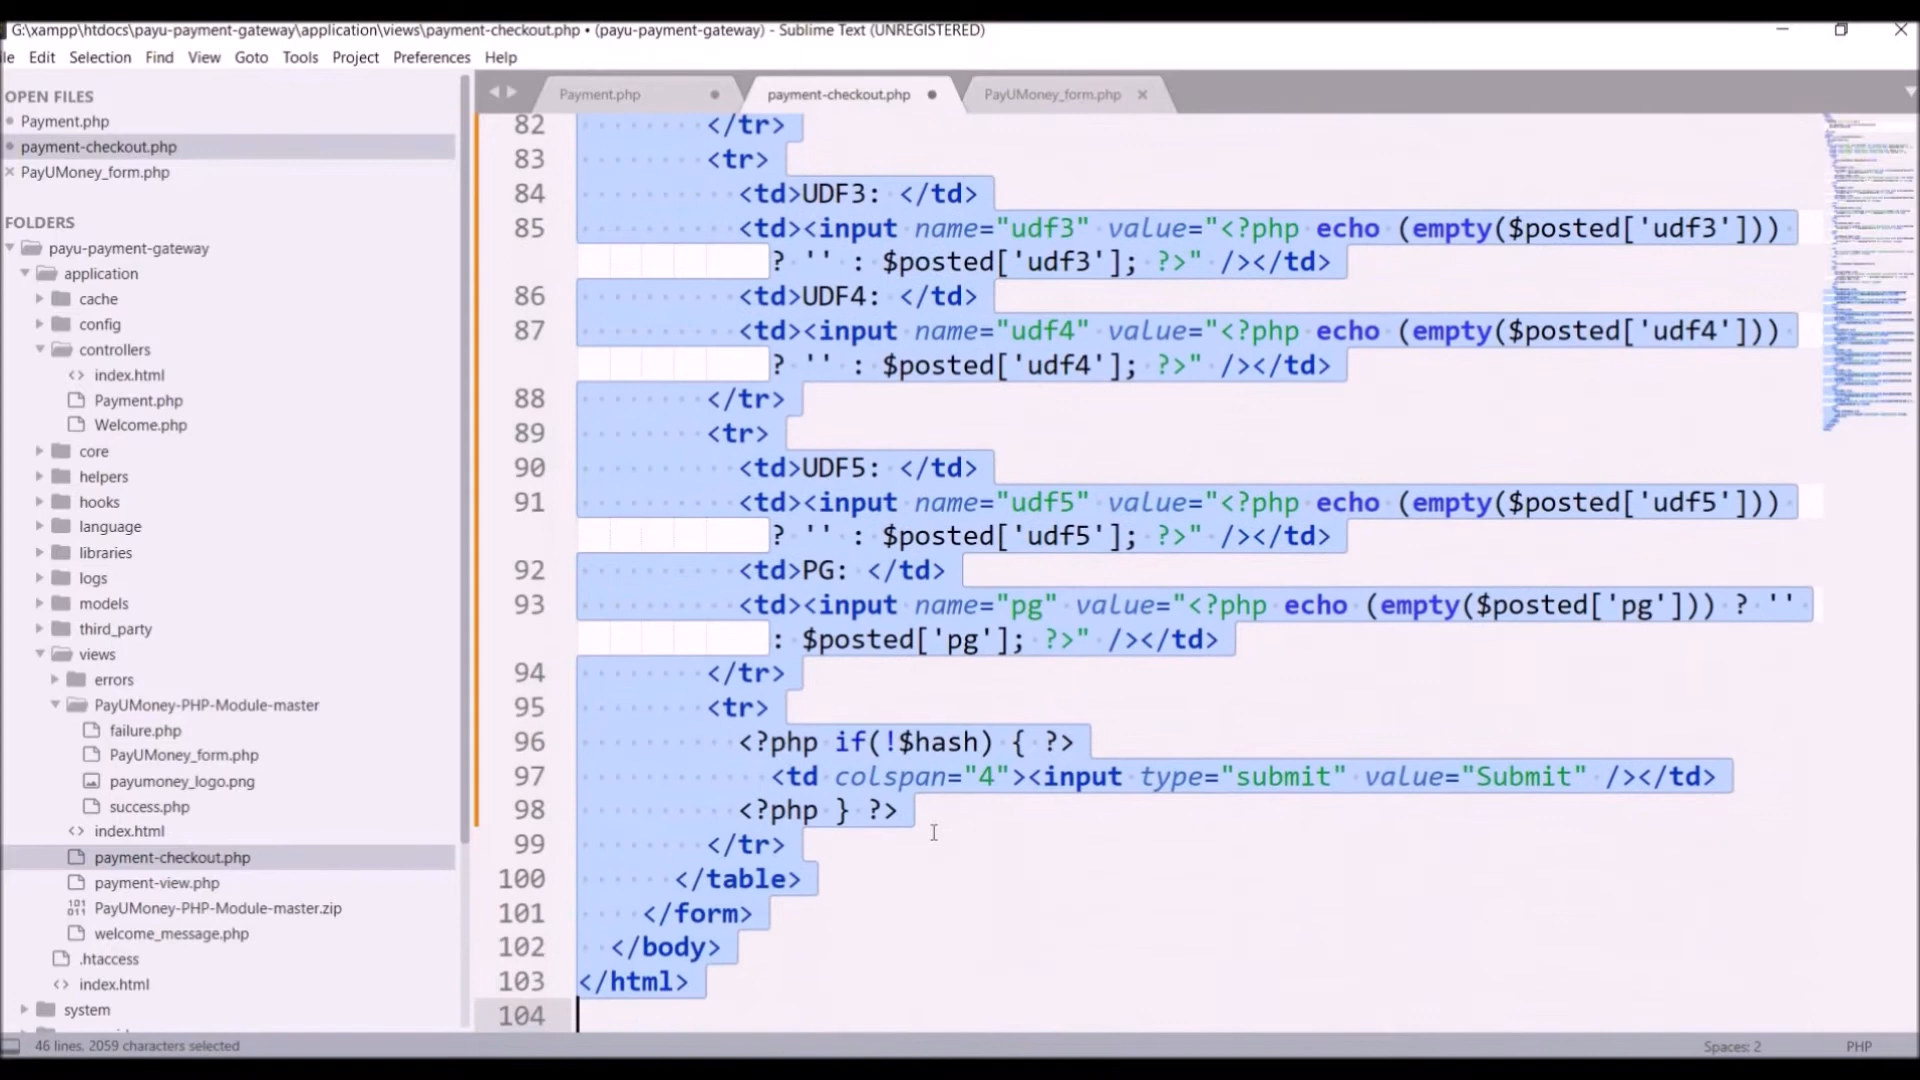 G:\xampp\htdocs\payu-payment-gateway\application\views\payment-checkout.php • (payu-payment-gateway) - Sublime Text (UNREGISTERED)
le Edit Selection Find View Goto Tools Project Preferences Help
OPEN FILES
Payment.php
payment-checkout.php
PayUMoney_form.php
FOLDERS
payu-payment-gateway
application
cache
config
controllers
index.html
Payment.php
Welcome.php
core
helpers
hooks
language
libraries
logs
models
third_party
views
errors
PayUMoney-PHP-Module-master
failure.php
PayUMoney_form.php
payumoney_logo.png
success.php
index.html
payment-checkout.php
payment-view.php
PayUMoney-PHP-Module-master.zip
welcome_message.php
.htaccess
index.html
system
Payment.php payment-checkout.php PayUMoney_form.php
82 </tr>
83 <tr>
84 <td>UDF3: </td>
85 <td><input name="udf3" value="<?php echo (empty($posted['udf3']))
? '' : $posted['udf3']; ?>" /></td>
86 <td>UDF4: </td>
87 <td><input name="udf4" value="<?php echo (empty($posted['udf4']))
? '' : $posted['udf4']; ?>" /></td>
88 </tr>
89 <tr>
90 <td>UDF5: </td>
91 <td><input name="udf5" value="<?php echo (empty($posted['udf5']))
? '' : $posted['udf5']; ?>" /></td>
92 <td>PG: </td>
93 <td><input name="pg" value="<?php echo (empty($posted['pg'])) ? ''
: $posted['pg']; ?>" /></td>
94 </tr>
95 <tr>
96 <?php if(!$hash) { ?>
97 <td colspan="4"><input type="submit" value="Submit" /></td>
98 <?php } ?>
99 </tr>
100 </table>
101 </form>
102 </body>
103 </html>
104
46 lines, 2059 characters selected
Spaces: 2 PHP